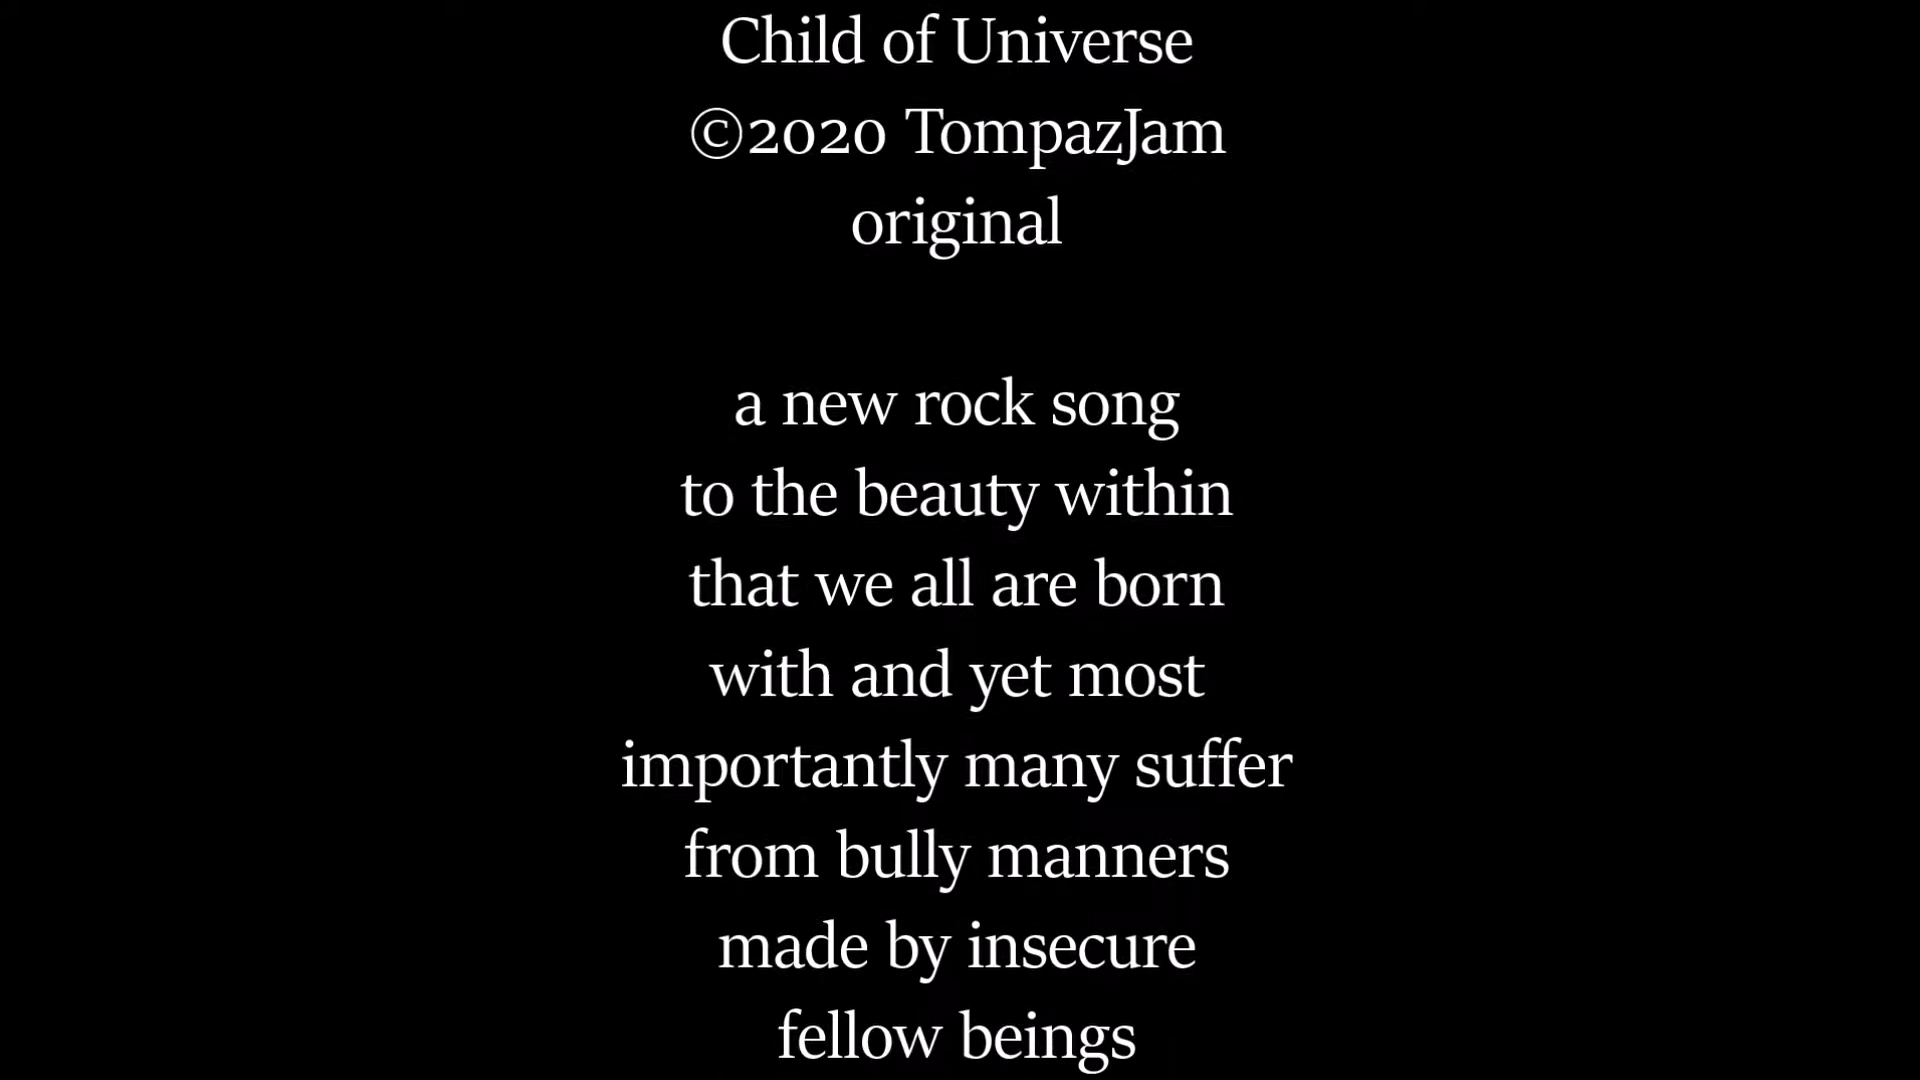 Child of Universe
©2020 TompazJam
original
a new rock song
to the beauty within
that we all are born
with and yet most
importantly many suffer
from bully manners
made by insecure
fellow beings